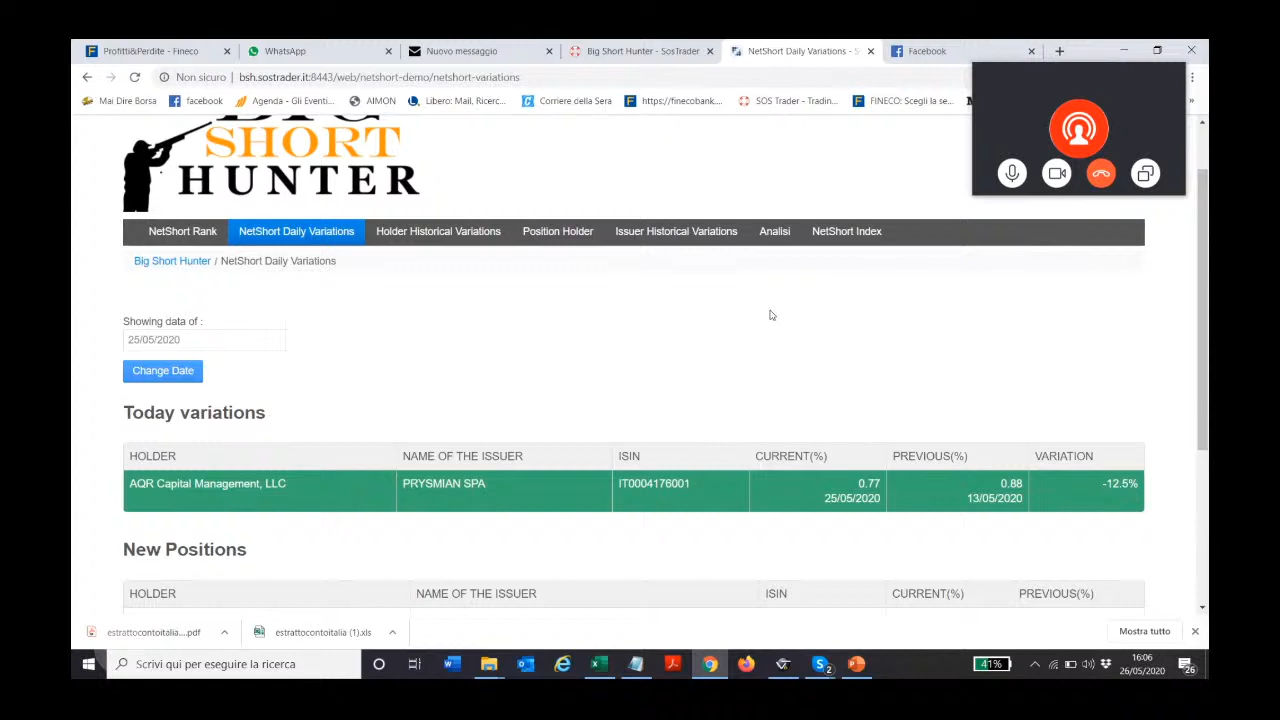 Profitti&Perdite - Fineco
WhatsApp
Nuovo messaggio
Big Short Hunter - SosTrader
NetShort Daily Variations - S
Facebook
Non sicuro
bsh.sostrader.it:8443/web/netshort-demo/netshort-variations
Mai Dire Borsa
facebook
Agenda - Gli Eventi...
AIMON
Libero: Mail, Ricerc...
Corriere della Sera
https://finecobank....
SOS Trader - Tradin...
FINECO: Scegli la se...
BIG
SHORT
HUNTER
NetShort Rank
NetShort Daily Variations
Holder Historical Variations
Position Holder
Issuer Historical Variations
Analisi
NetShort Index
Big Short Hunter / NetShort Daily Variations
Showing data of :
25/05/2020
Change Date
Today variations
HOLDER NAME OF THE ISSUER ISIN CURRENT(%) PREVIOUS(%) VARIATION
AQR Capital Management, LLC PRYSMIAN SPA IT0004176001 0.77 0.88 -12.5%
25/05/2020 13/05/2020
New Positions
HOLDER NAME OF THE ISSUER ISIN CURRENT(%) PREVIOUS(%)
estrattocontoitalia....pdf
estrattocontoitalia (1).xls
Mostra tutto
Scrivi qui per eseguire la ricerca
2
41%
16:06
26/05/2020
26